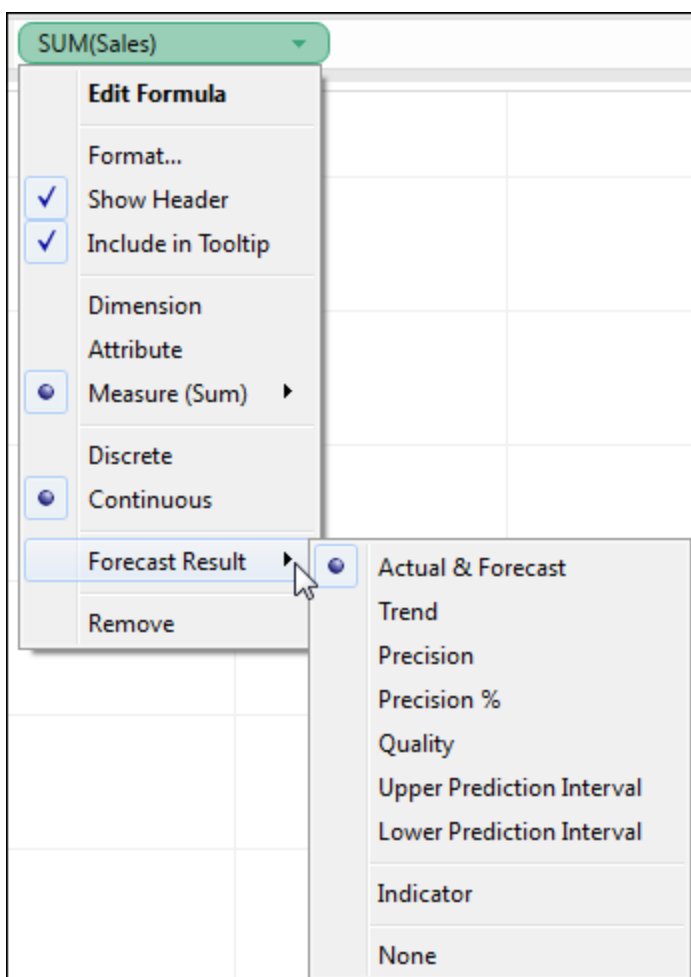 SUM(Sales)
Edit Formula
Format...
Show Header
Include in Tooltip
Dimension
Attribute
Measure (Sum)
Discrete
Continuous
Forecast Result
Remove
Actual & Forecast
Trend
Precision
Precision %
Quality
Upper Prediction Interval
Lower Prediction Interval
Indicator
None